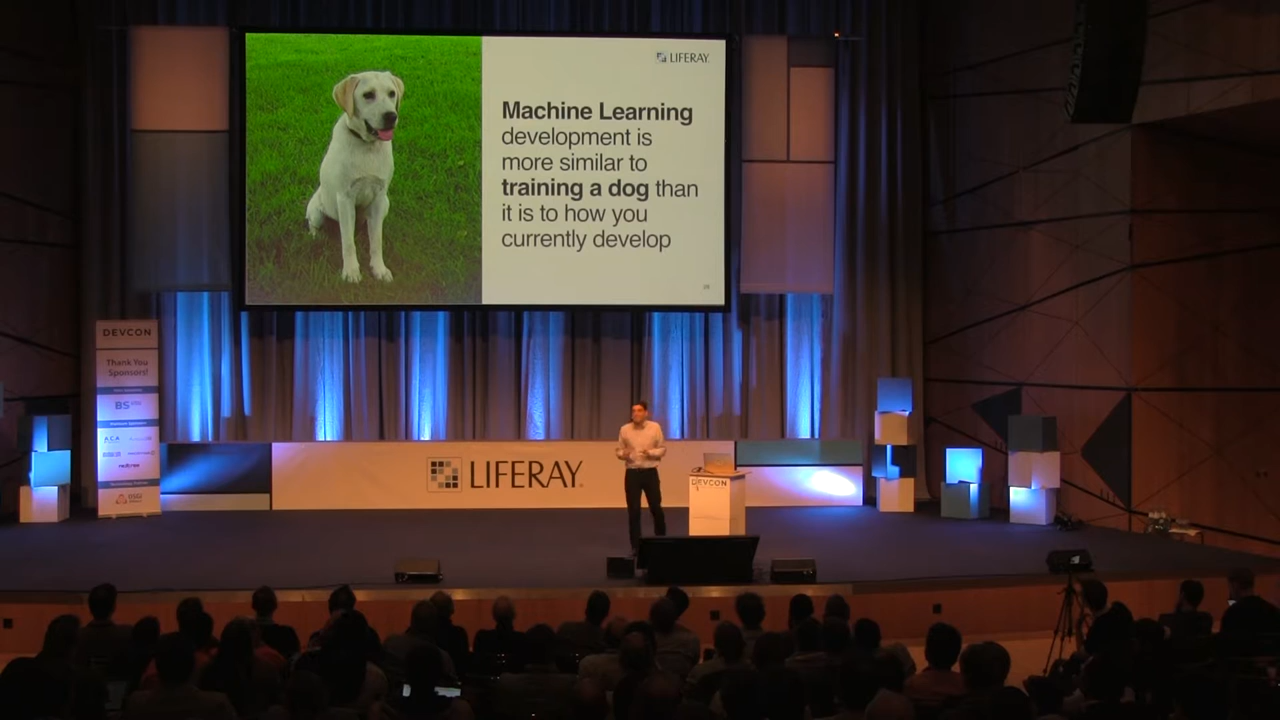 LIFERAY.
Machine Learning
development is
more similar to
training a dog than
it is to how you
currently develop
DEVCON
Thank You
Sponsors!
BS
ACA
LIFERAY.
DEVCON